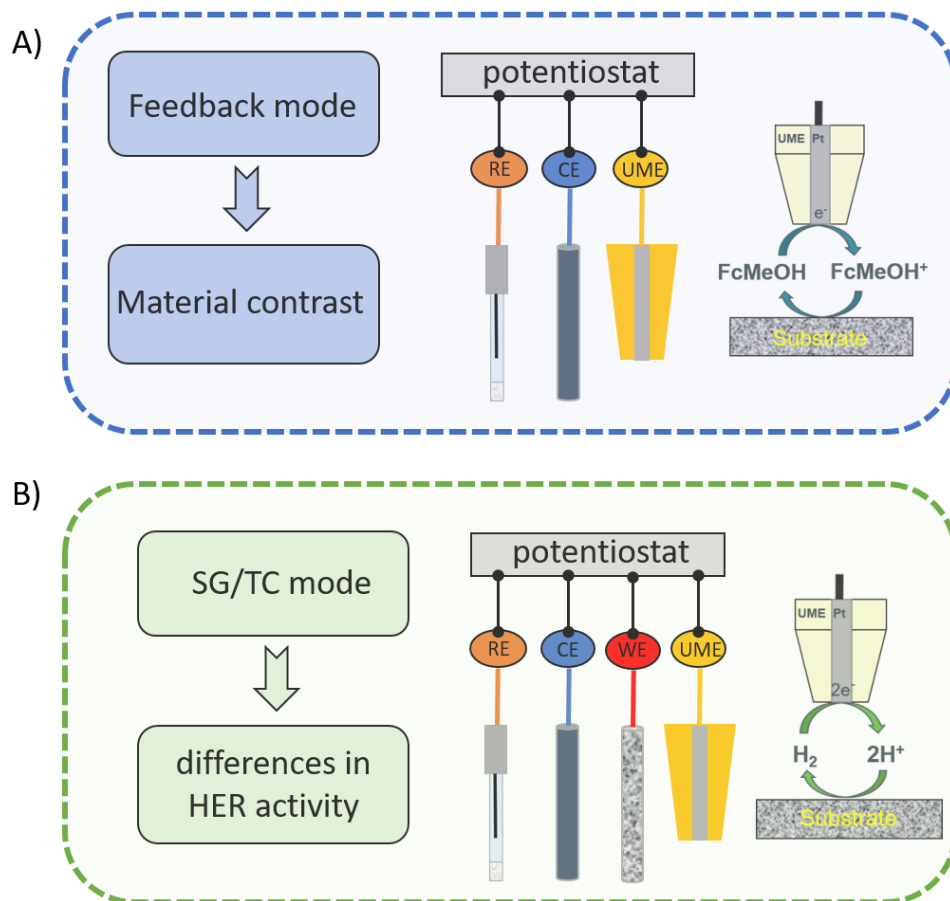 A)
Feedback mode
Material contrast
potentiostat
RE
CE
UME
UME
Pt
e⁻
FcMeOH
FcMeOH⁺
Substrate
B)
SG/TC mode
differences in
HER activity
potentiostat
RE
CE
WE
UME
UME
Pt
2e⁻
H₂
2H⁺
Substrate